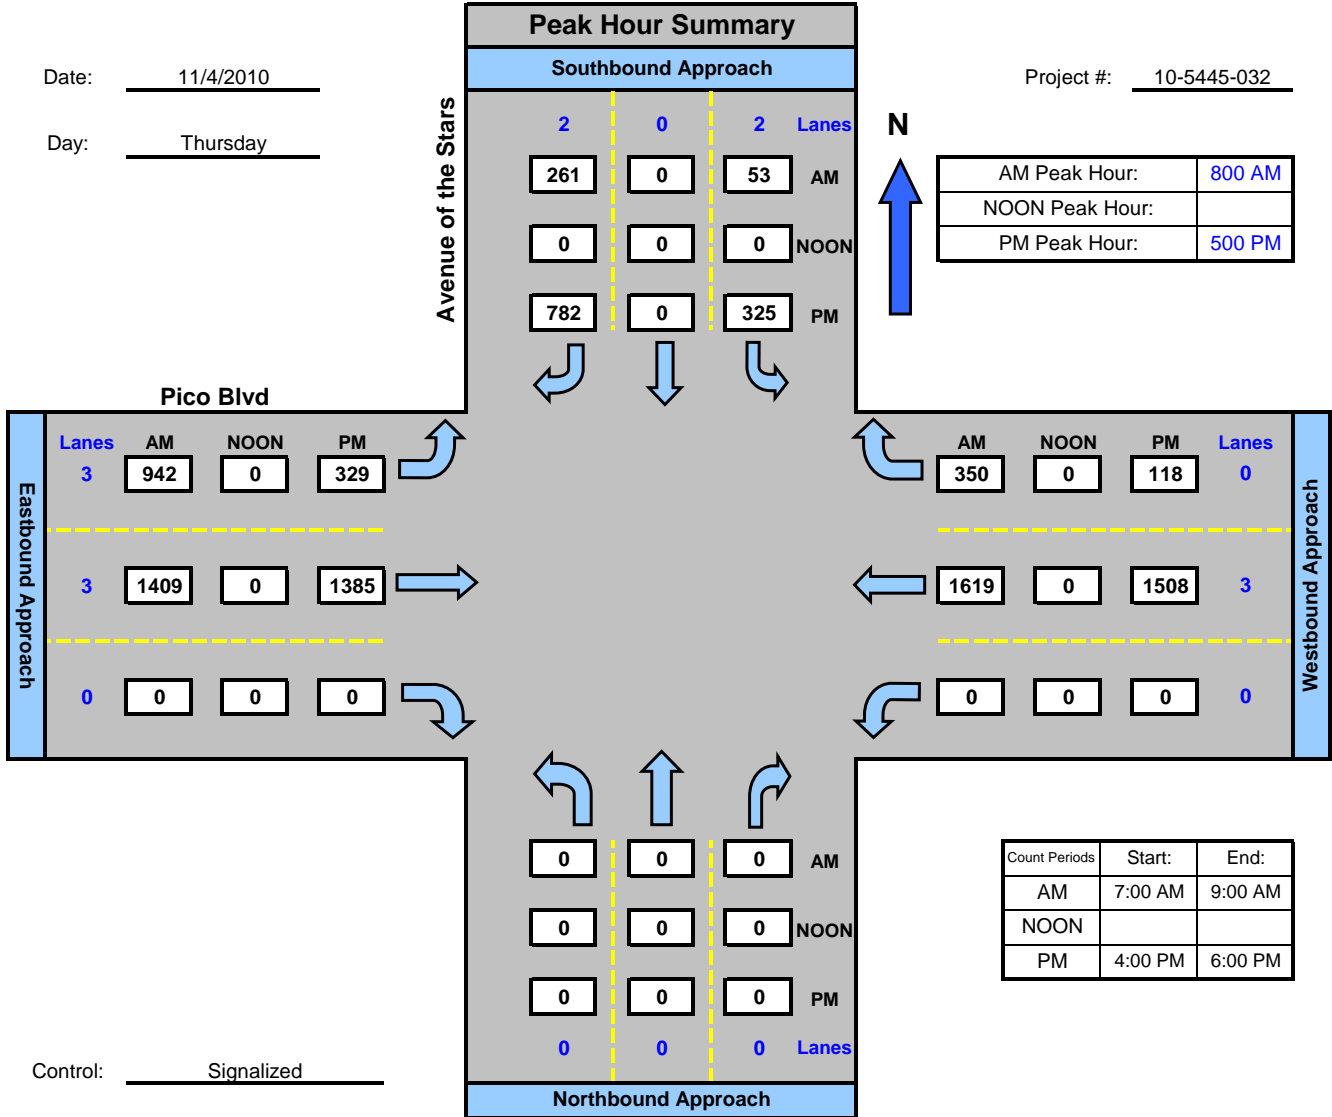 Peak Hour Summary
Southbound Approach
Date: 11/4/2010
Project #: 10-5445-032
Day: Thursday
Avenue of the Stars
2 0 2 Lanes
261 0 53 AM
0 0 0 NOON
782 0 325 PM
N
AM Peak Hour: 800 AM
NOON Peak Hour:
PM Peak Hour: 500 PM
Pico Blvd
Eastbound Approach
Lanes AM NOON PM
3 942 0 329
3 1409 0 1385
0 0 0 0
AM NOON PM Lanes
350 0 118 0
1619 0 1508 3
0 0 0 0
Westbound Approach
0 0 0 AM
0 0 0 NOON
0 0 0 PM
0 0 0 Lanes
Northbound Approach
Count Periods Start: End:
AM 7:00 AM 9:00 AM
NOON
PM 4:00 PM 6:00 PM
Control: Signalized